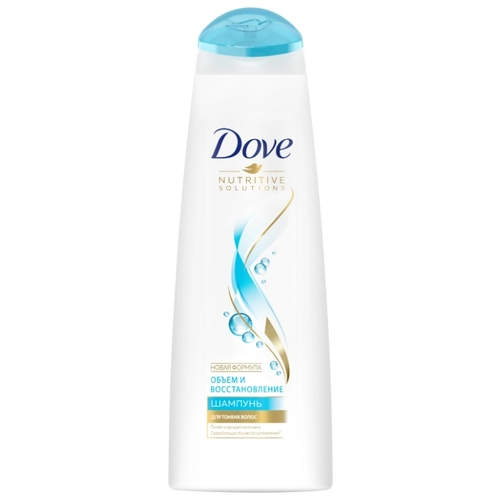 Dove
NUTRITIVE
SOLUTIONS
НОВАЯ ФОРМУЛА
ОБЪЕМ И
ВОССТАНОВЛЕНИЕ
ШАМПУНЬ
ДЛЯ ТОНКИХ ВОЛОС